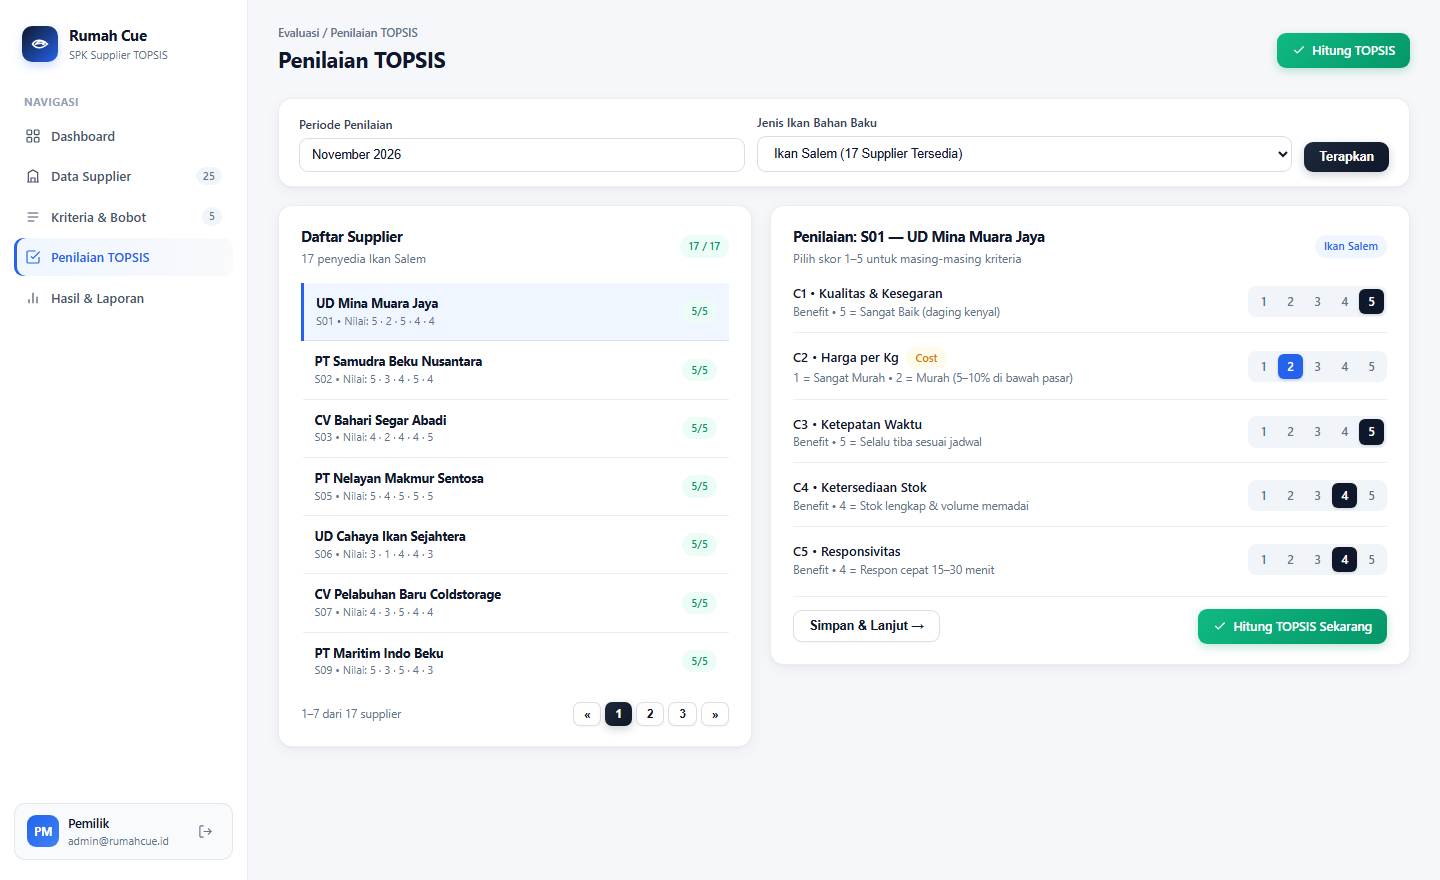 Rumah Cue
SPK Supplier TOPSIS
NAVIGASI
Dashboard
Data Supplier 25
Kriteria & Bobot 5
Penilaian TOPSIS
Hasil & Laporan
PM
Pemilik
admin@rumahcue.id
Evaluasi / Penilaian TOPSIS
Penilaian TOPSIS
Hitung TOPSIS
Periode Penilaian
November 2026
Jenis Ikan Bahan Baku
Ikan Salem (17 Supplier Tersedia)
Terapkan
Daftar Supplier
17 penyedia Ikan Salem
17 / 17
UD Mina Muara Jaya
S01 • Nilai: 5 · 2 · 5 · 4 · 4
5/5
PT Samudra Beku Nusantara
S02 • Nilai: 5 · 3 · 4 · 5 · 4
5/5
CV Bahari Segar Abadi
S03 • Nilai: 4 · 2 · 4 · 4 · 5
5/5
PT Nelayan Makmur Sentosa
S05 • Nilai: 5 · 4 · 5 · 5 · 5
5/5
UD Cahaya Ikan Sejahtera
S06 • Nilai: 3 · 1 · 4 · 4 · 3
5/5
CV Pelabuhan Baru Coldstorage
S07 • Nilai: 4 · 3 · 5 · 4 · 4
5/5
PT Maritim Indo Beku
S09 • Nilai: 5 · 3 · 5 · 4 · 3
5/5
1–7 dari 17 supplier
« 1 2 3 »
Penilaian: S01 — UD Mina Muara Jaya
Pilih skor 1–5 untuk masing-masing kriteria
Ikan Salem
C1 • Kualitas & Kesegaran
Benefit • 5 = Sangat Baik (daging kenyal)
1 2 3 4 5
C2 • Harga per Kg Cost
1 = Sangat Murah • 2 = Murah (5–10% di bawah pasar)
1 2 3 4 5
C3 • Ketepatan Waktu
Benefit • 5 = Selalu tiba sesuai jadwal
1 2 3 4 5
C4 • Ketersediaan Stok
Benefit • 4 = Stok lengkap & volume memadai
1 2 3 4 5
C5 • Responsivitas
Benefit • 4 = Respon cepat 15–30 menit
1 2 3 4 5
Simpan & Lanjut →
Hitung TOPSIS Sekarang